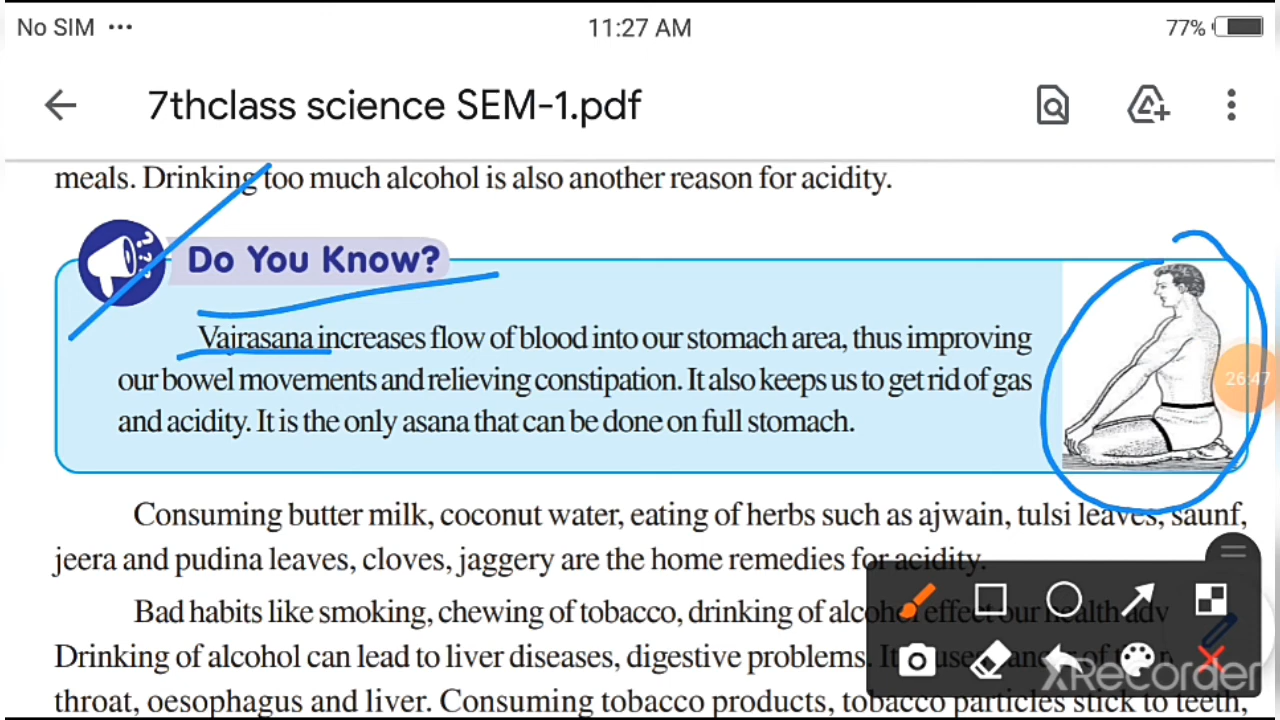 No SIM ••• 11:27 AM 77%
7thclass science SEM-1.pdf
meals. Drinking too much alcohol is also another reason for acidity.
Do You Know?
Vajrasana increases flow of blood into our stomach area, thus improving
our bowel movements and relieving constipation. It also keeps us to get rid of gas
and acidity. It is the only asana that can be done on full stomach.
26:47
Consuming butter milk, coconut water, eating of herbs such as ajwain, tulsi leaves, saunf,
jeera and pudina leaves, cloves, jaggery are the home remedies for acidity.
Bad habits like smoking, chewing of tobacco, drinking of alcohol effect our health adv
Drinking of alcohol can lead to liver diseases, digestive problems. It
throat, oesophagus and liver. Consuming tobacco products, tobacco particles stick to teeth,
XRecorder